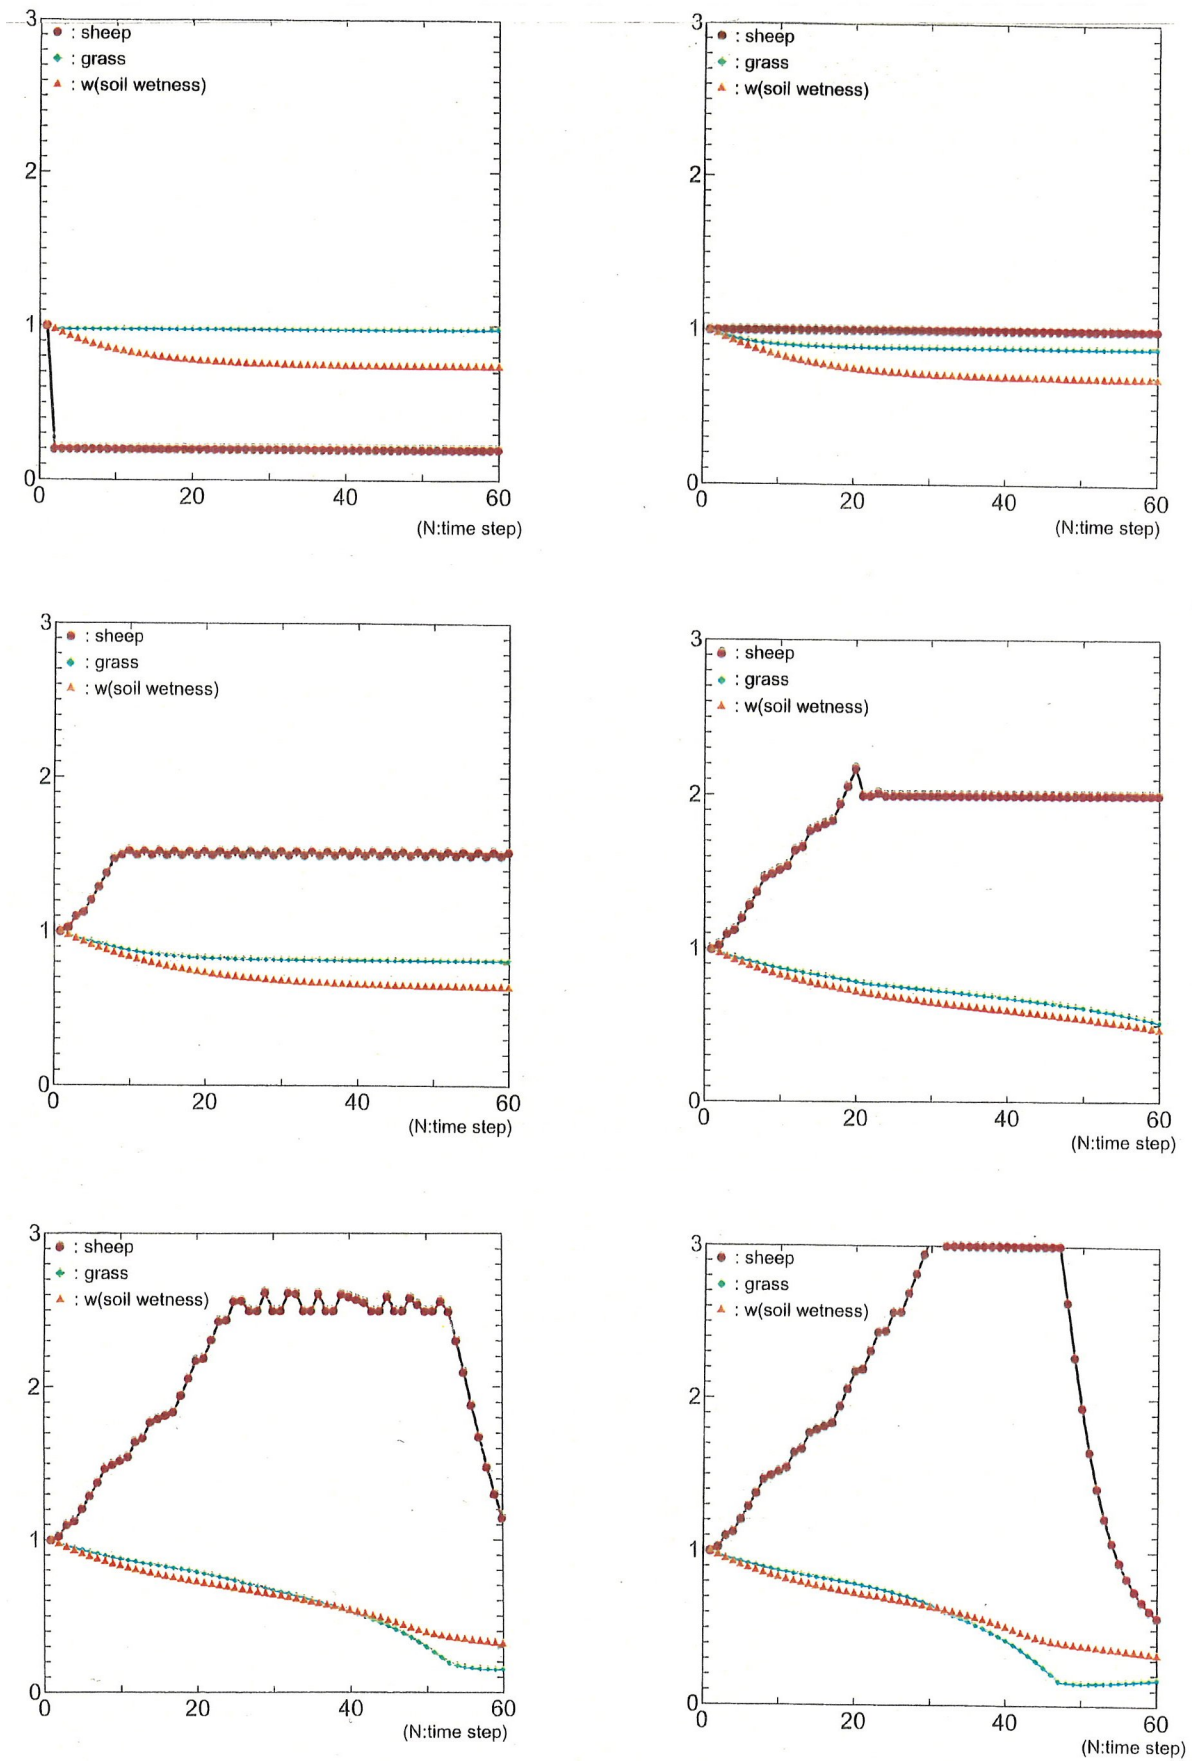 3
: sheep
: grass
: w(soil wetness)
2
1
0
0 20 40 60
(N:time step)
3
: sheep
: grass
: w(soil wetness)
2
1
0
0 20 40 60
(N:time step)
3
: sheep
: grass
: w(soil wetness)
2
1
0
0 20 40 60
(N:time step)
3
: sheep
: grass
: w(soil wetness)
2
1
0
0 20 40 60
(N:time step)
3
: sheep
: grass
: w(soil wetness)
2
1
0
0 20 40 60
(N:time step)
3
: sheep
: grass
: w(soil wetness)
2
1
0
0 20 40 60
(N:time step)